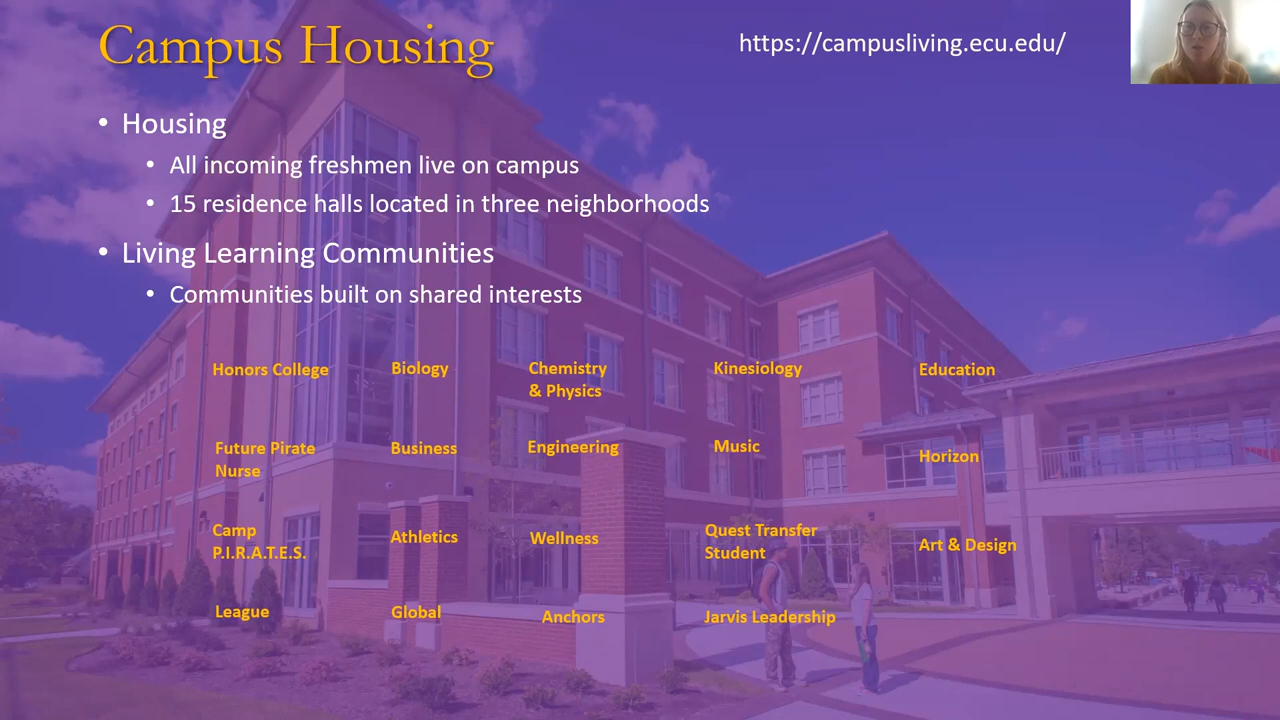 Campus Housing
https://campusliving.ecu.edu/
• Housing
• All incoming freshmen live on campus
• 15 residence halls located in three neighborhoods
• Living Learning Communities
• Communities built on shared interests
Honors College
Biology
Chemistry
& Physics
Kinesiology
Education
Future Pirate
Nurse
Business
Engineering
Music
Horizon
Camp
P.I.R.A.T.E.S.
Athletics
Wellness
Quest Transfer
Student
Art & Design
League
Global
Anchors
Jarvis Leadership